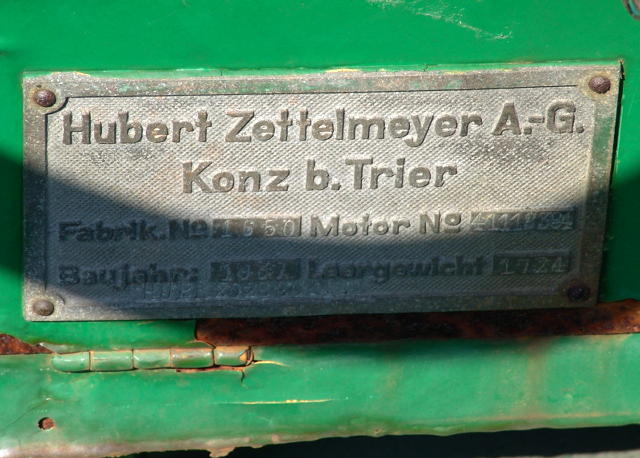 Hubert Zettelmeyer A.-G.
Konz b. Trier
Fabrik. No 1650 Motor No
Baujahr: Leergewicht 1724